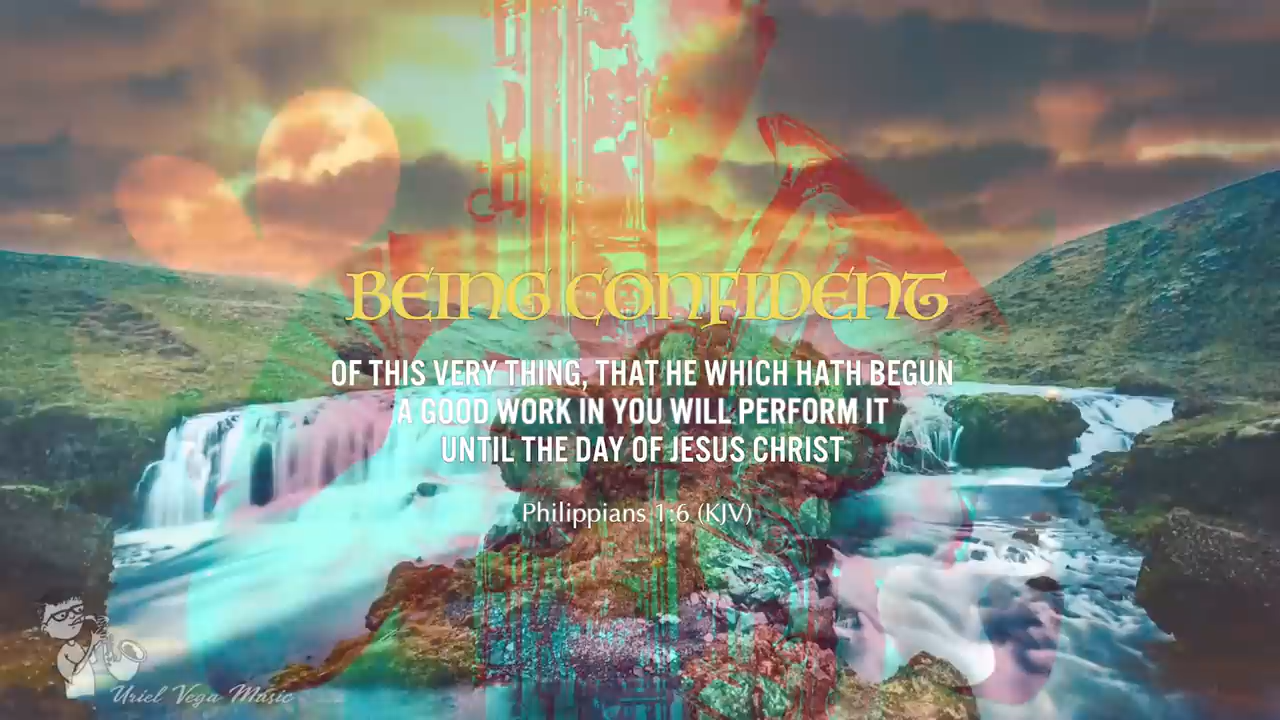 BEING CONFIDENT
OF THIS VERY THING, THAT HE WHICH HATH BEGUN
A GOOD WORK IN YOU WILL PERFORM IT
UNTIL THE DAY OF JESUS CHRIST
Philippians 1:6 (KJV)
Uriel Vega Music